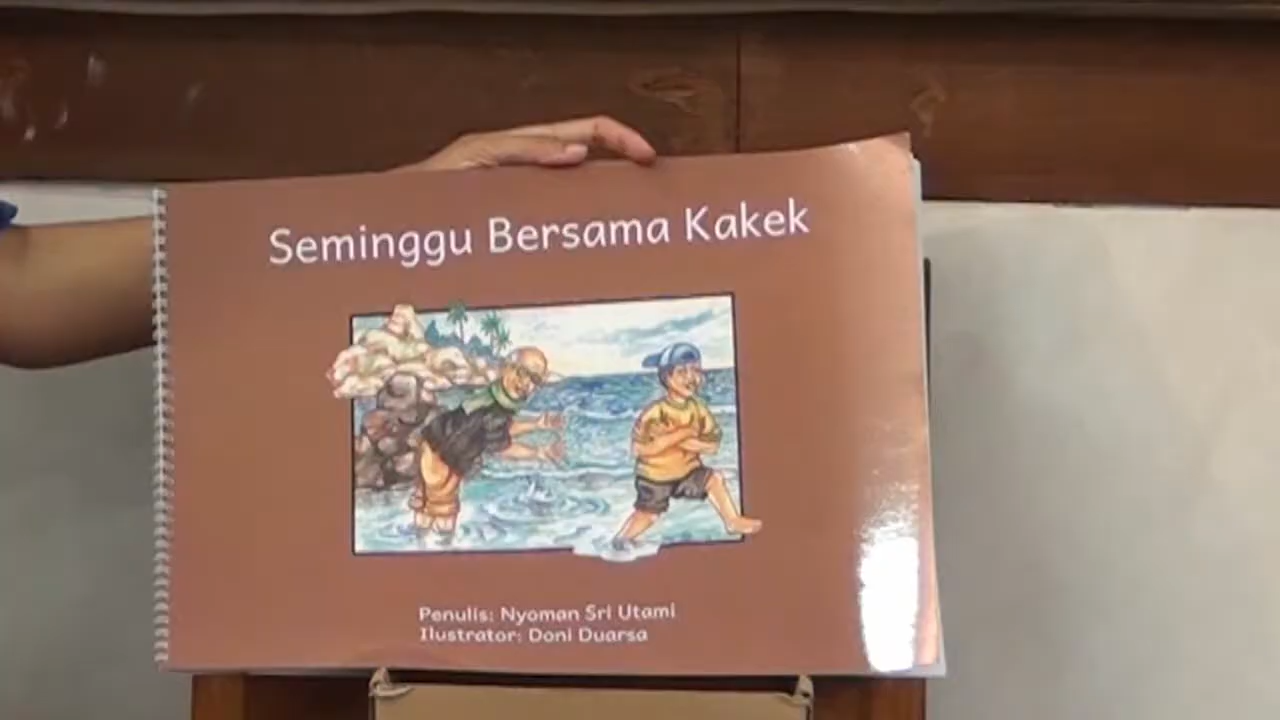 Seminggu Bersama Kakek
Penulis: Nyoman Sri Utami
Ilustrator: Doni Duarsa